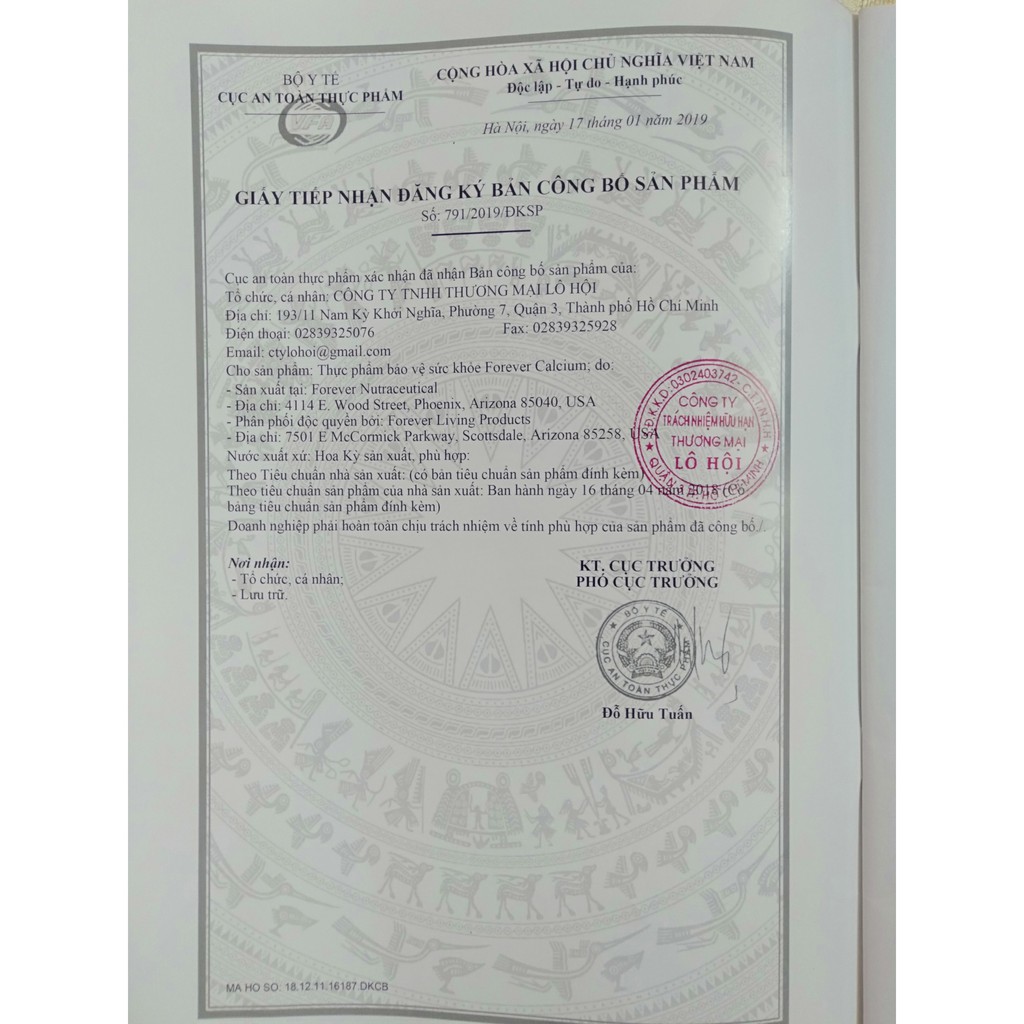 BỘ Y TẾ
CỤC AN TOÀN THỰC PHẨM
VFA
CỘNG HÒA XÃ HỘI CHỦ NGHĨA VIỆT NAM
Độc lập - Tự do - Hạnh phúc
Hà Nội, ngày 17 tháng 01 năm 2019
GIẤY TIẾP NHẬN ĐĂNG KÝ BẢN CÔNG BỐ SẢN PHẨM
Số: 791/2019/ĐKSP
Cục an toàn thực phẩm xác nhận đã nhận Bản công bố sản phẩm của:
Tổ chức, cá nhân: CÔNG TY TNHH THƯƠNG MẠI LÔ HỘI
Địa chỉ: 193/11 Nam Kỳ Khởi Nghĩa, Phường 7, Quận 3, Thành phố Hồ Chí Minh
Điện thoại: 02839325076 Fax: 02839325928
Email: ctylohoi@gmail.com
Cho sản phẩm: Thực phẩm bảo vệ sức khỏe Forever Calcium; do:
- Sản xuất tại: Forever Nutraceutical
- Địa chỉ: 4114 E. Wood Street, Phoenix, Arizona 85040, USA
- Phân phối độc quyền bởi: Forever Living Products
- Địa chỉ: 7501 E McCormick Parkway, Scottsdale, Arizona 85258, USA
Nước xuất xứ: Hoa Kỳ sản xuất, phù hợp:
Theo Tiêu chuẩn nhà sản xuất: (có bản tiêu chuẩn sản phẩm đính kèm)
Theo tiêu chuẩn sản phẩm của nhà sản xuất: Ban hành ngày 16 tháng 04 năm 2018 (Có
bảng tiêu chuẩn sản phẩm đính kèm)
Doanh nghiệp phải hoàn toàn chịu trách nhiệm về tính phù hợp của sản phẩm đã công bố./.
S.Đ.K.K.D:0302403742-C.T.T.N.H.H
CÔNG TY
TRÁCH NHIỆM HỮU HẠN
THƯƠNG MẠI
LÔ HỘI
Nơi nhận:
- Tổ chức, cá nhân;
- Lưu trữ.
KT. CỤC TRƯỞNG
PHÓ CỤC TRƯỞNG
BỘ Y TẾ
CỤC AN TOÀN THỰC PHẨM
Đỗ Hữu Tuấn
MA HO SO: 18.12.11.16187.DKCB